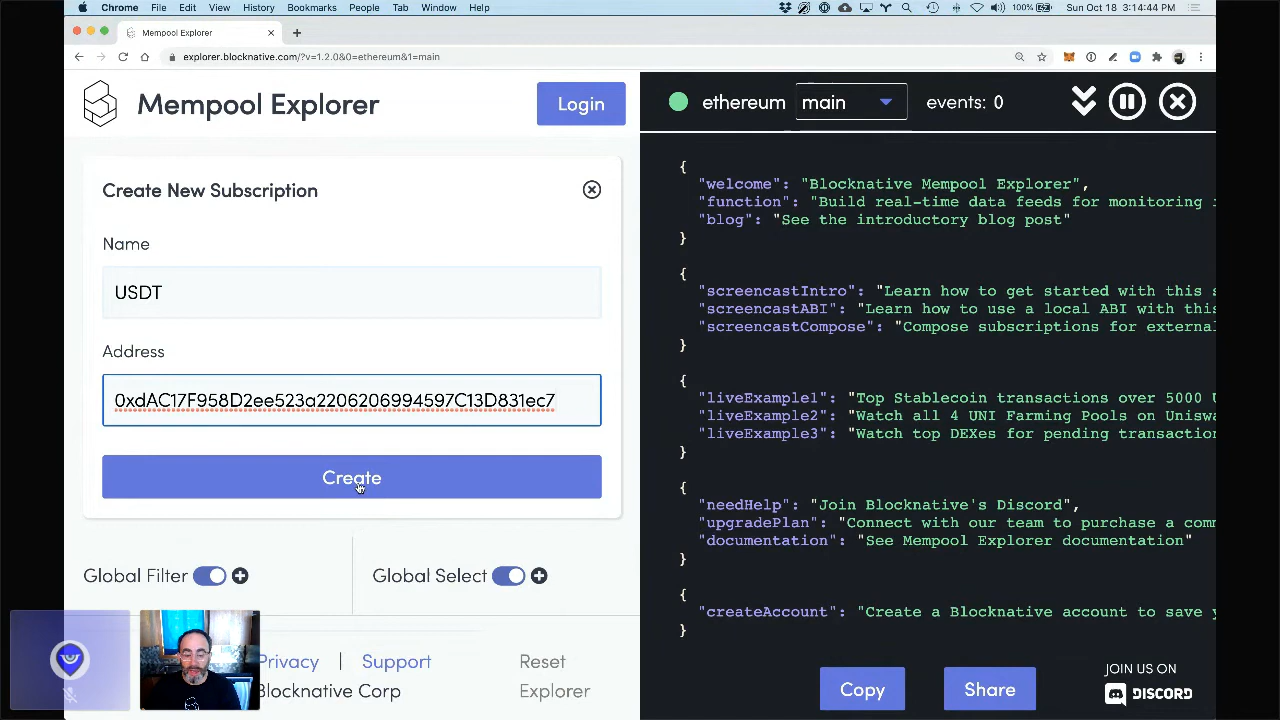 Chrome File Edit View History Bookmarks People Tab Window Help 100% Sun Oct 18 3:14:44 PM
Mempool Explorer
explorer.blocknative.com/?v=1.2.0&0=ethereum&1=main
Mempool Explorer
Login
Create New Subscription
Name
USDT
Address
0xdAC17F958D2ee523a2206206994597C13D831ec7
Create
Global Filter
Global Select
Privacy | Support
Reset
Blocknative Corp
Explorer
ethereum main events: 0
{
"welcome": "Blocknative Mempool Explorer",
"function": "Build real-time data feeds for monitoring
"blog": "See the introductory blog post"
}
{
"screencastIntro": "Learn how to get started with this s
"screencastABI": "Learn how to use a local ABI with this
"screencastCompose": "Compose subscriptions for external
}
{
"liveExample1": "Top Stablecoin transactions over 5000 U
"liveExample2": "Watch all 4 UNI Farming Pools on Uniswa
"liveExample3": "Watch top DEXes for pending transaction
}
{
"needHelp": "Join Blocknative's Discord",
"upgradePlan": "Connect with our team to purchase a comm
"documentation": "See Mempool Explorer documentation"
}
{
"createAccount": "Create a Blocknative account to save y
}
Copy
Share
JOIN US ON
DISCORD